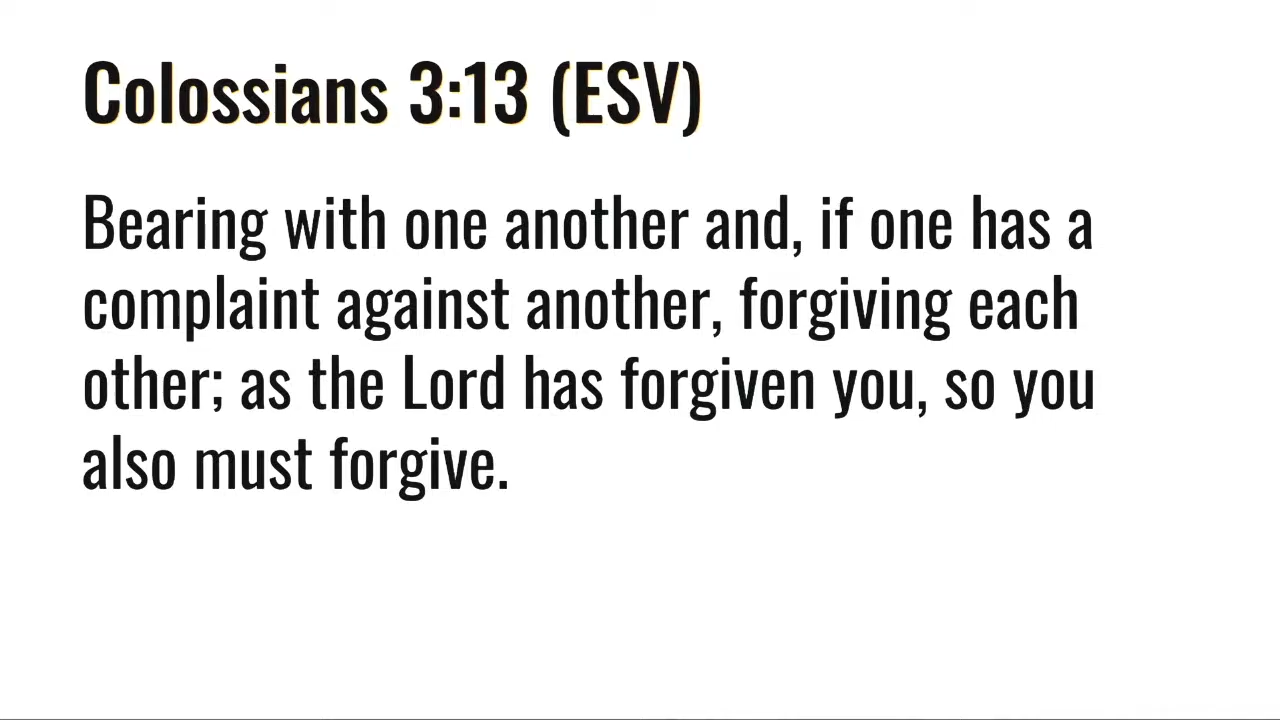 Colossians 3:13 (ESV)
Bearing with one another and, if one has a
complaint against another, forgiving each
other; as the Lord has forgiven you, so you
also must forgive.